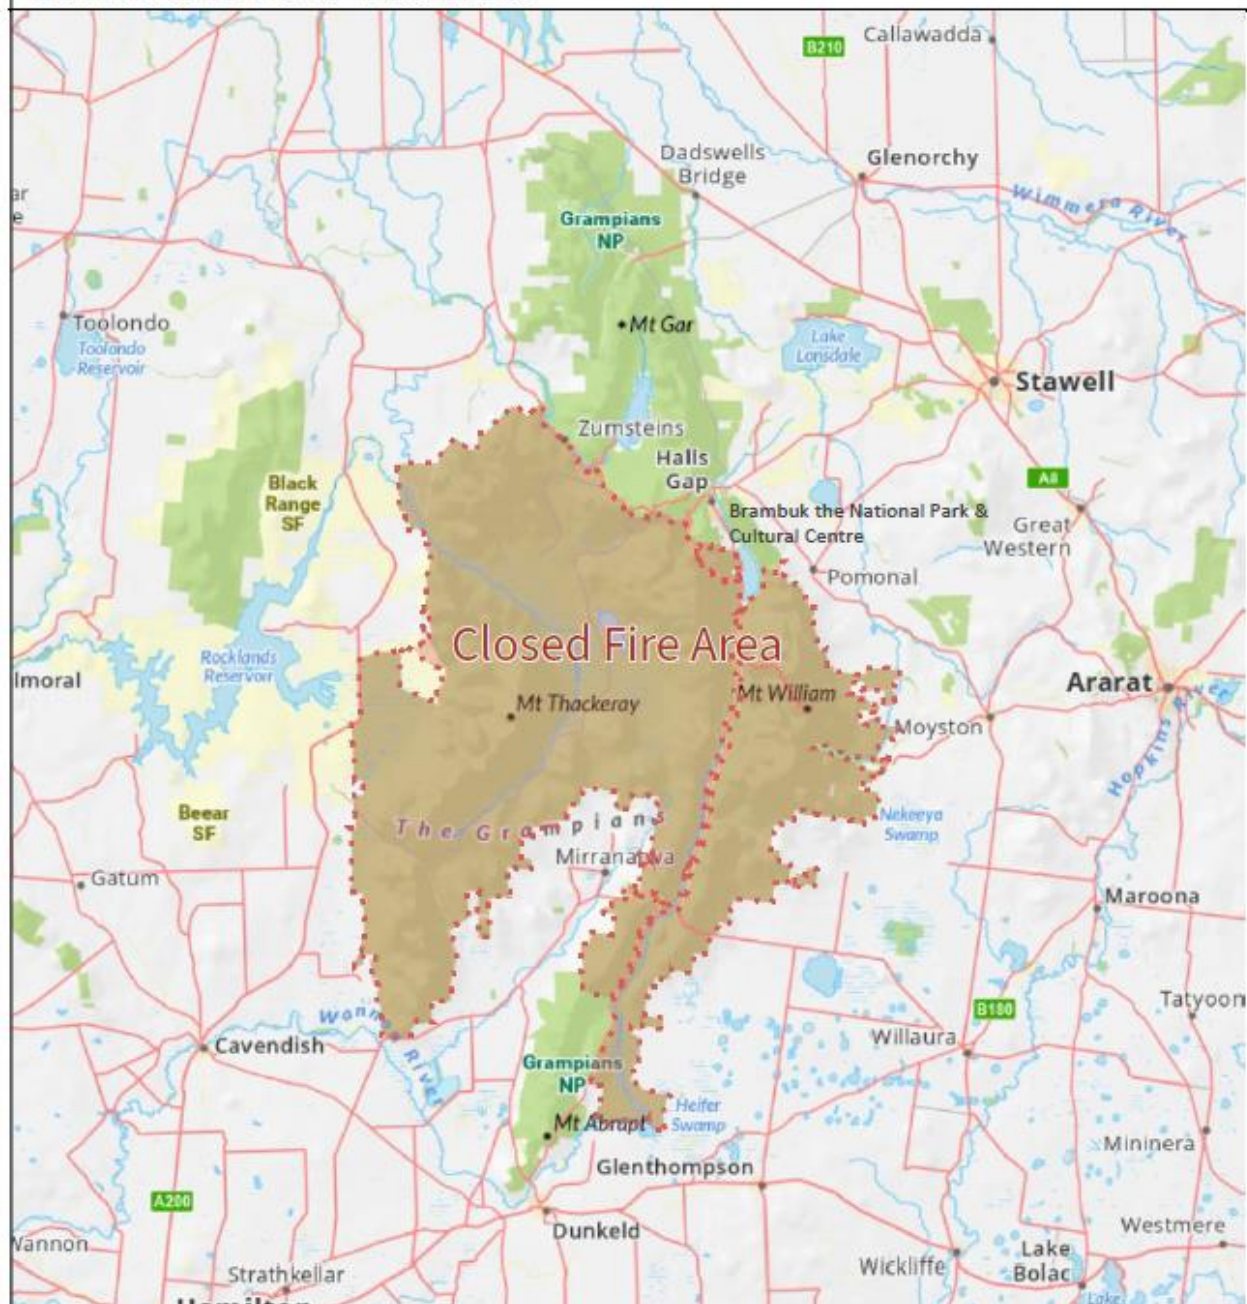 B210
Callawadda
Dadswells
Bridge
Glenorchy
ar
e
Wimmera River
Grampians
NP
Mt Gar
Toolondo
Toolondo
Reservoir
Lake
Lonsdale
Stawell
Zumsteins
Halls
Gap
Black
Range
SF
A8
Brambuk the National Park &
Cultural Centre
Great
Western
Pomonal
Closed Fire Area
Rocklands
Reservoir
lmoral
Ararat
Mt William
Mt Thackeray
Moyston
Hopkins River
Beear
SF
The Grampians
Nekeeya
Swamp
Mirranatwa
Gatum
Maroona
Tatyoon
B180
Wannon River
Willaura
Cavendish
Grampians
NP
Heifer
Swamp
Mt Abrupt
Mininera
Glenthompson
A200
Dunkeld
Westmere
Wannon
Lake
Bolac
Wickliffe
Strathkellar
Hamilton
Lake